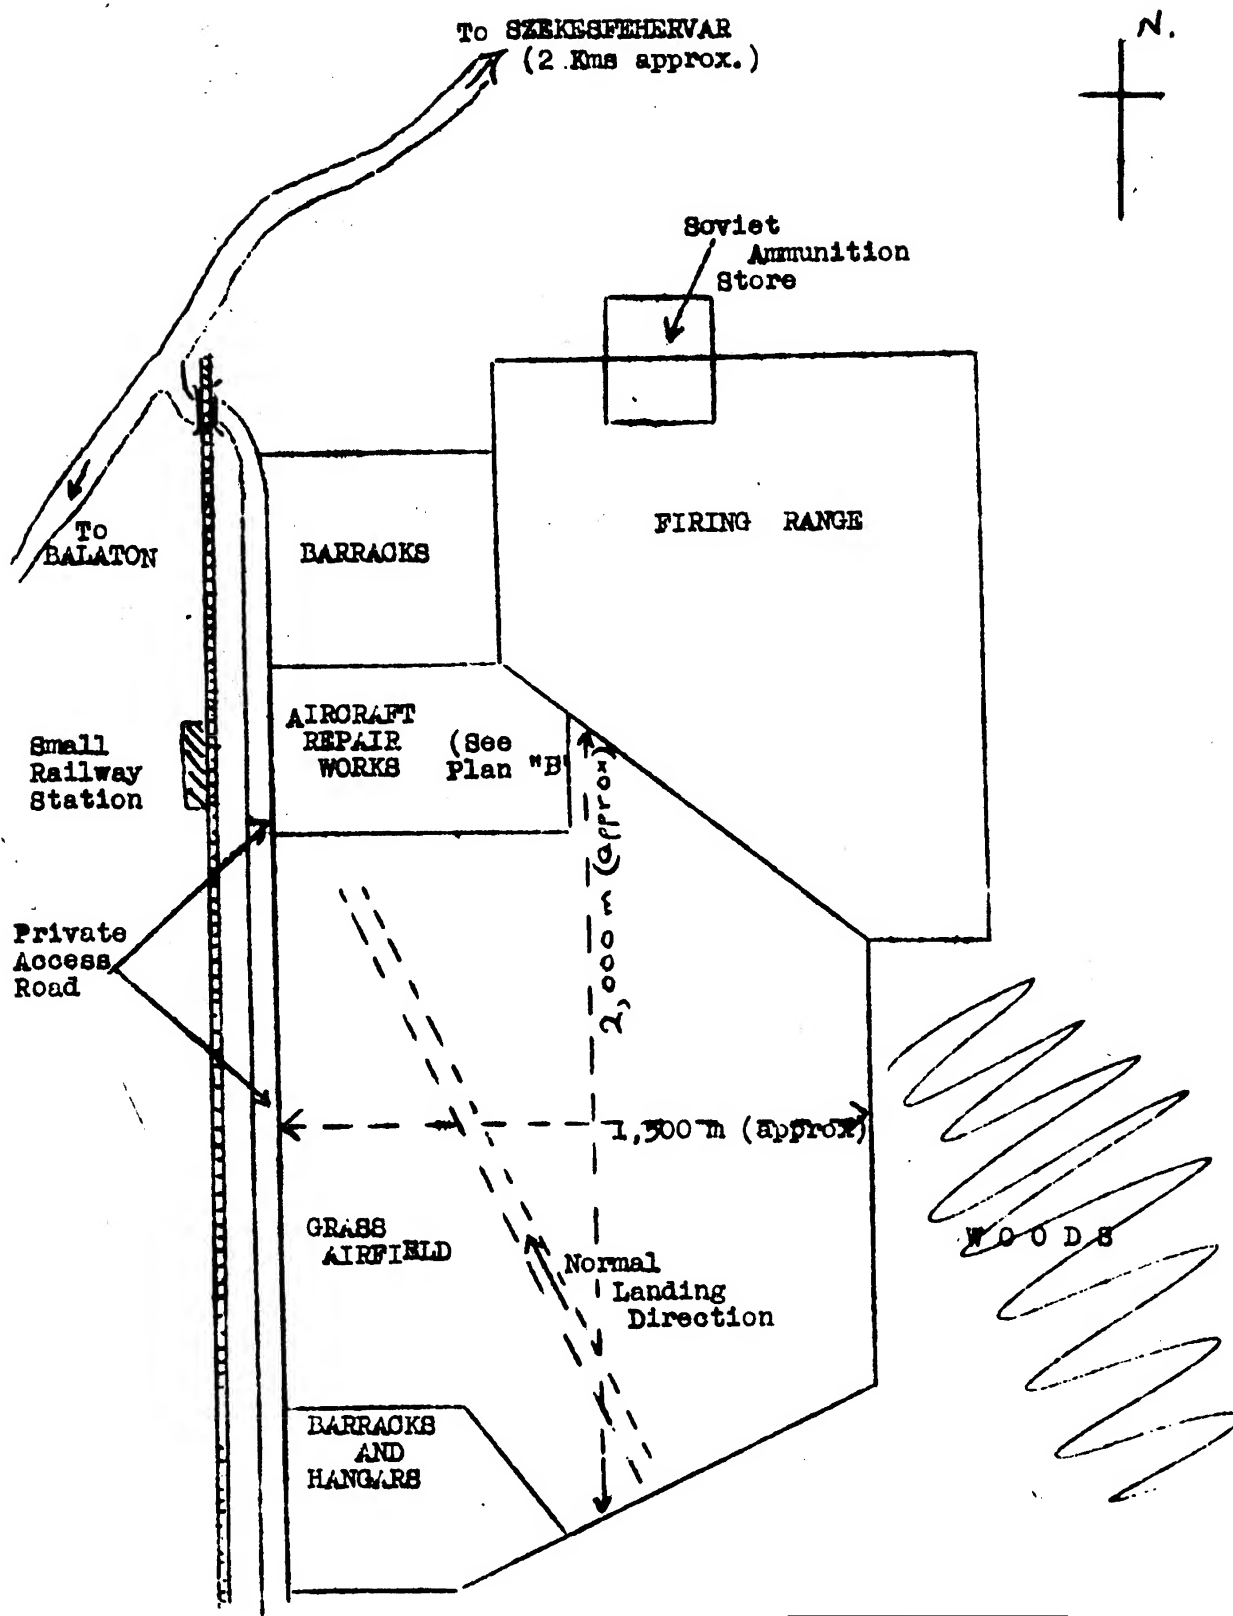 To SZEKESFEHERVAR
(2 Kms approx.)
N.
Soviet
Ammunition
Store
To
BALATON
BARRACKS
FIRING RANGE
AIRCRAFT
REPAIR (See
WORKS Plan "B"
Small
Railway
Station
2,000 m (approx)
Private
Access
Road
1,500 m (approx)
GRASS
AIRFIELD
WOODS
Normal
Landing
Direction
BARRACKS
AND
HANGARS